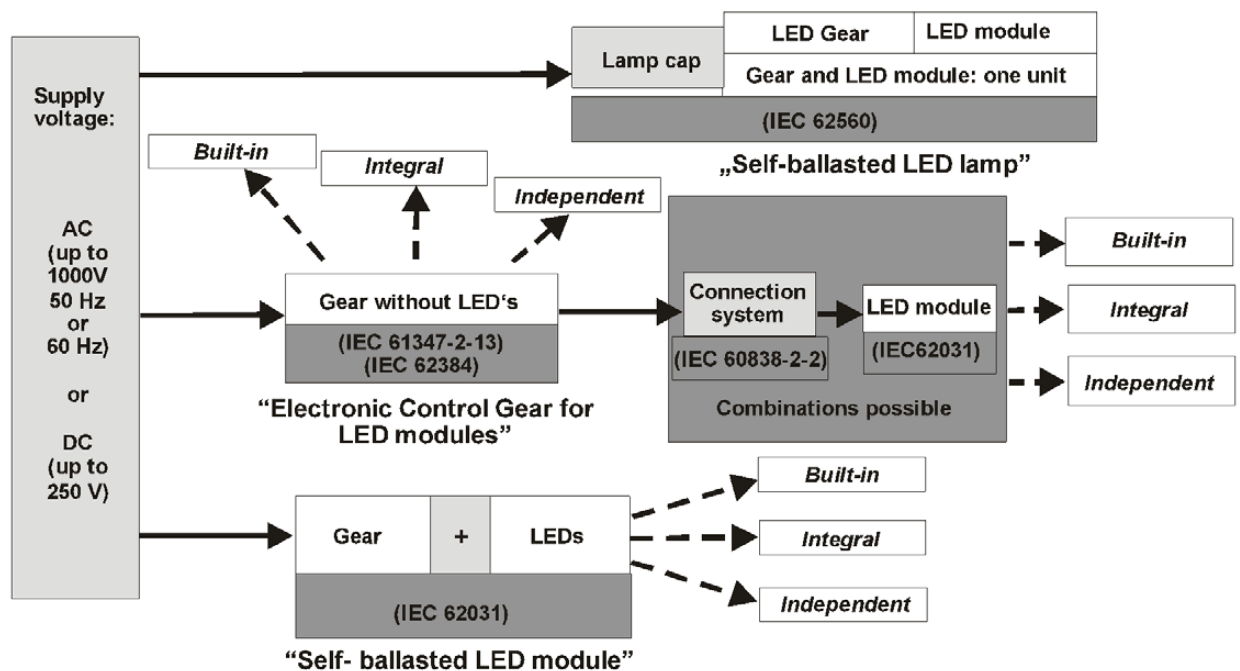 Supply
voltage:
AC
(up to
1000V
50 Hz
or
60 Hz)
or
DC
(up to
250 V)
Lamp cap
LED Gear
LED module
Gear and LED module: one unit
(IEC 62560)
„Self-ballasted LED lamp”
Built-in
Integral
Independent
Gear without LED‘s
(IEC 61347-2-13)
(IEC 62384)
“Electronic Control Gear for
LED modules”
Connection
system
(IEC 60838-2-2)
LED module
(IEC62031)
Combinations possible
Built-in
Integral
Independent
Gear
+
LEDs
(IEC 62031)
“Self- ballasted LED module”
Built-in
Integral
Independent